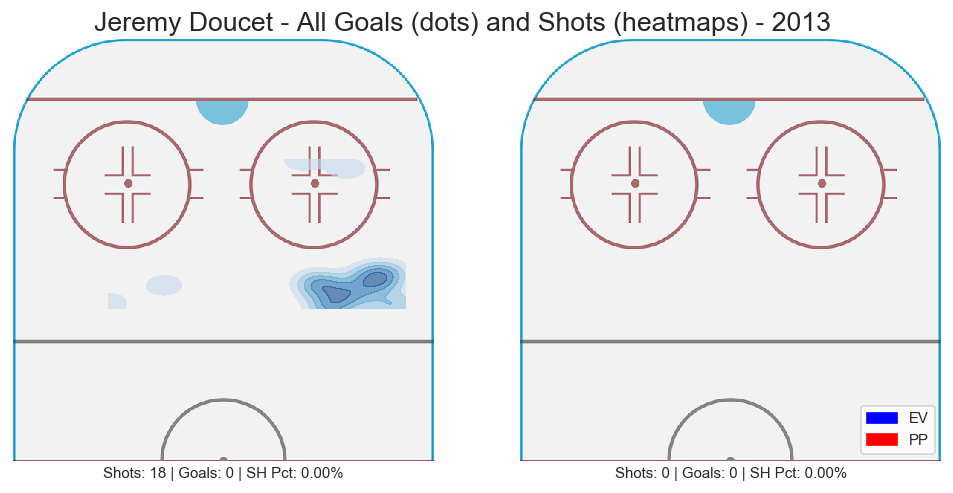 Jeremy Doucet - All Goals (dots) and Shots (heatmaps) - 2013
EV
PP
Shots: 18 | Goals: 0 | SH Pct: 0.00%
Shots: 0 | Goals: 0 | SH Pct: 0.00%